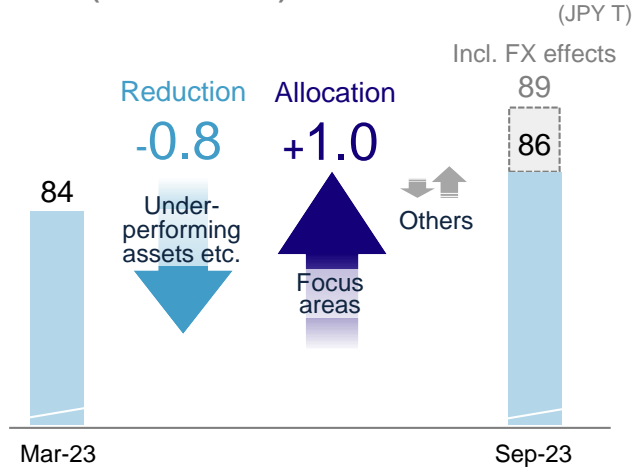 (JPY T)
Incl. FX effects
89
86
Reduction
-0.8
Under-
performing
assets etc.
Allocation
+1.0
Focus
areas
Others
84
Mar-23
Sep-23